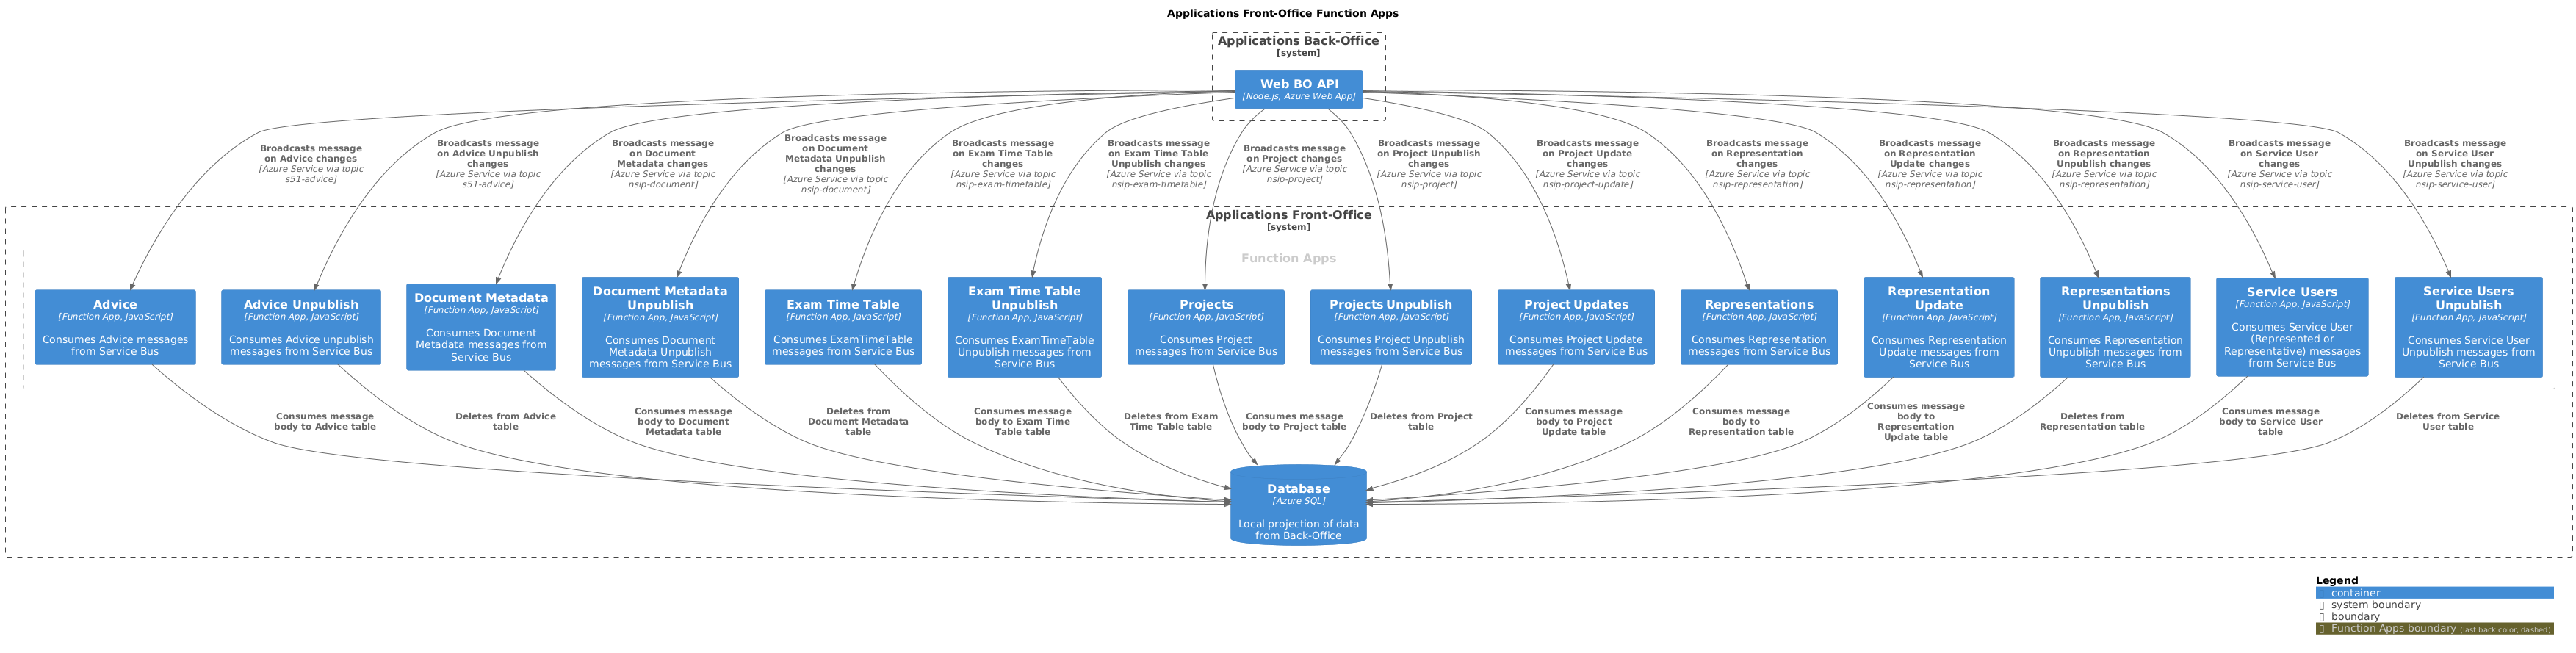 Applications Front-Office Function Apps
Applications Back-Office
[system]
Web BO API
[Node.js, Azure Web App]
Broadcasts message
on Advice changes
[Azure Service via topic
s51-advice]
Broadcasts message
on Advice Unpublish
changes
[Azure Service via topic
s51-advice]
Broadcasts message
on Document
Metadata changes
[Azure Service via topic
nsip-document]
Broadcasts message
on Document
Metadata Unpublish
changes
[Azure Service via topic
nsip-document]
Broadcasts message
on Exam Time Table
changes
[Azure Service via topic
nsip-exam-timetable]
Broadcasts message
on Exam Time Table
Unpublish changes
[Azure Service via topic
nsip-exam-timetable]
Broadcasts message
on Project changes
[Azure Service via topic
nsip-project]
Broadcasts message
on Project Unpublish
changes
[Azure Service via topic
nsip-project]
Broadcasts message
on Project Update
changes
[Azure Service via topic
nsip-project-update]
Broadcasts message
on Representation
changes
[Azure Service via topic
nsip-representation]
Broadcasts message
on Representation
Update changes
[Azure Service via topic
nsip-representation]
Broadcasts message
on Representation
Unpublish changes
[Azure Service via topic
nsip-representation]
Broadcasts message
on Service User
changes
[Azure Service via topic
nsip-service-user]
Broadcasts message
on Service User
Unpublish changes
[Azure Service via topic
nsip-service-user]
Applications Front-Office
[system]
Function Apps
Advice
[Function App, JavaScript]
Consumes Advice messages
from Service Bus
Advice Unpublish
[Function App, JavaScript]
Consumes Advice unpublish
messages from Service Bus
Document Metadata
[Function App, JavaScript]
Consumes Document
Metadata messages from
Service Bus
Document Metadata
Unpublish
[Function App, JavaScript]
Consumes Document
Metadata Unpublish
messages from Service Bus
Exam Time Table
[Function App, JavaScript]
Consumes ExamTimeTable
messages from Service Bus
Exam Time Table
Unpublish
[Function App, JavaScript]
Consumes ExamTimeTable
Unpublish messages from
Service Bus
Projects
[Function App, JavaScript]
Consumes Project
messages from Service Bus
Projects Unpublish
[Function App, JavaScript]
Consumes Project Unpublish
messages from Service Bus
Project Updates
[Function App, JavaScript]
Consumes Project Update
messages from Service Bus
Representations
[Function App, JavaScript]
Consumes Representation
messages from Service Bus
Representation
Update
[Function App, JavaScript]
Consumes Representation
Update messages from
Service Bus
Representations
Unpublish
[Function App, JavaScript]
Consumes Representation
Unpublish messages from
Service Bus
Service Users
[Function App, JavaScript]
Consumes Service User
(Represented or
Representative) messages
from Service Bus
Service Users
Unpublish
[Function App, JavaScript]
Consumes Service User
Unpublish messages from
Service Bus
Consumes message
body to Advice table
Deletes from Advice
table
Consumes message
body to Document
Metadata table
Deletes from
Document Metadata
table
Consumes message
body to Exam Time
Table table
Deletes from Exam
Time Table table
Consumes message
body to Project table
Deletes from Project
table
Consumes message
body to Project
Update table
Consumes message
body to
Representation table
Consumes message
body to
Representation
Update table
Deletes from
Representation table
Consumes message
body to Service User
table
Deletes from Service
User table
Database
[Azure SQL]
Local projection of data
from Back-Office
Legend
container
system boundary
boundary
Function Apps boundary (last back color, dashed)